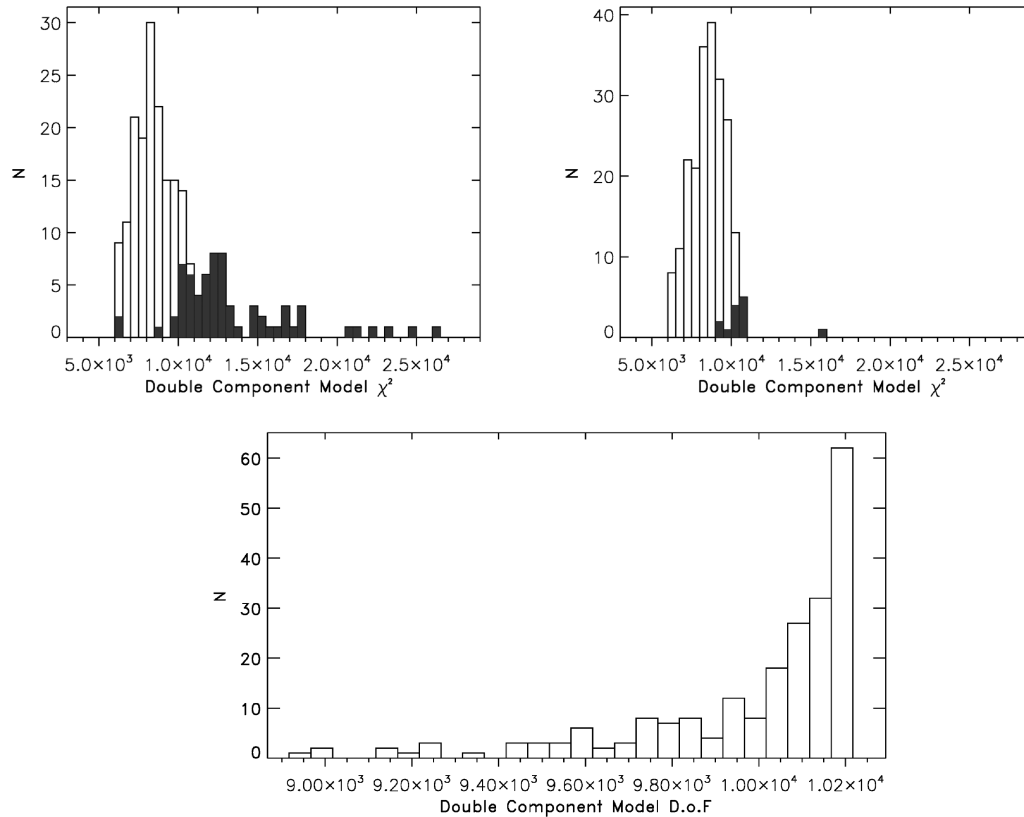 30
25
20
15
10
5
0
N
5.0×10³ 1.0×10⁴ 1.5×10⁴ 2.0×10⁴ 2.5×10⁴
Double Component Model χ²
40
30
20
10
0
N
5.0×10³ 1.0×10⁴ 1.5×10⁴ 2.0×10⁴ 2.5×10⁴
Double Component Model χ²
60
50
40
30
20
10
0
N
9.00×10³ 9.20×10³ 9.40×10³ 9.60×10³ 9.80×10³ 1.00×10⁴ 1.02×10⁴
Double Component Model D.o.F